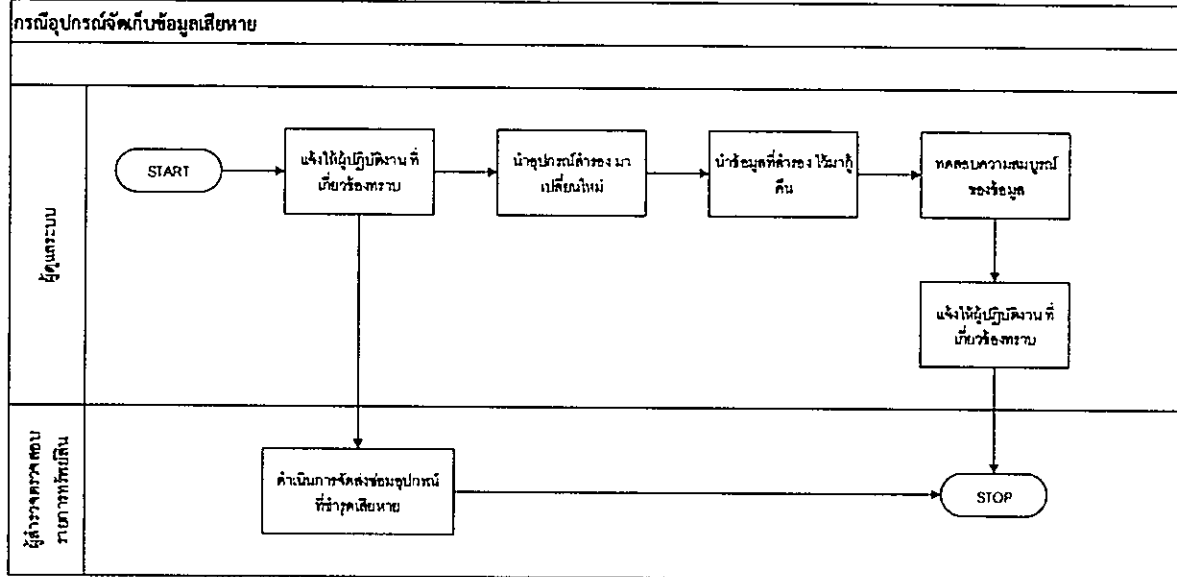 กรณีอุปกรณ์จัดเก็บข้อมูลเสียหาย
ผู้ดูแลระบบ
START
แจ้งให้ผู้ปฏิบัติงาน ที่
เกี่ยวข้องทราบ
นำอุปกรณ์สำรอง มา
เปลี่ยนใหม่
นำข้อมูลที่สำรอง ไว้มากู้
คืน
ทดสอบความสมบูรณ์
ของข้อมูล
แจ้งให้ผู้ปฏิบัติงาน ที่
เกี่ยวข้องทราบ
ผู้สำรวจตรวจสอบ
รายการทรัพย์สิน
ดำเนินการจัดส่งซ่อมอุปกรณ์
ที่ชำรุดเสียหาย
STOP